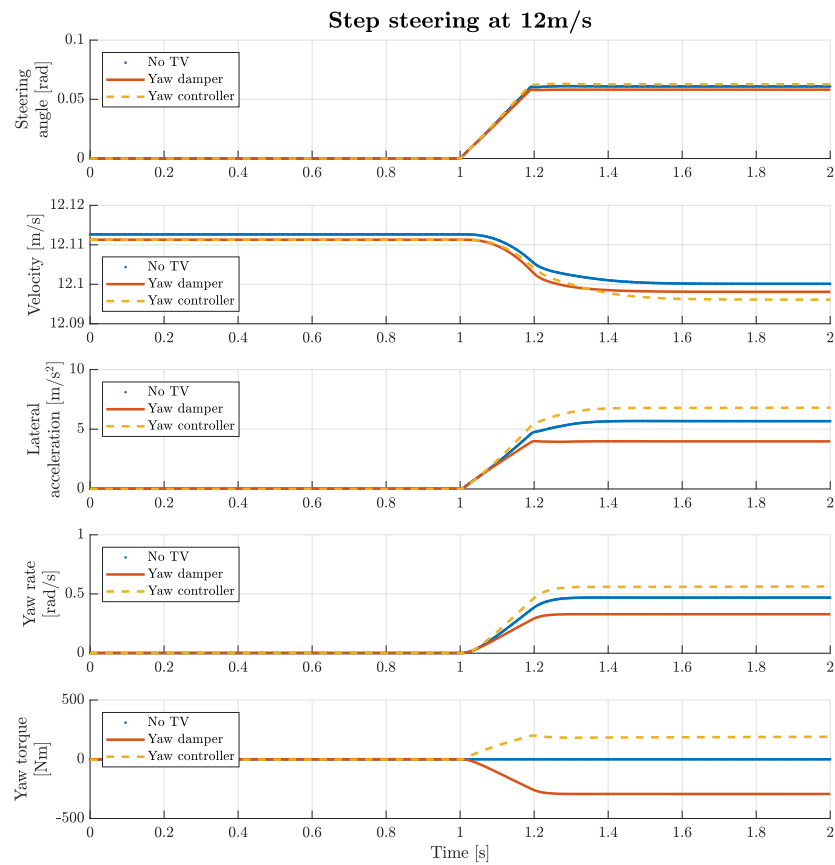 Step steering at 12m/s
Steering
angle [rad]
0.1
0.05
0
No TV
Yaw damper
Yaw controller
0 0.2 0.4 0.6 0.8 1 1.2 1.4 1.6 1.8 2
Velocity [m/s]
12.12
12.11
12.1
12.09
No TV
Yaw damper
Yaw controller
0 0.2 0.4 0.6 0.8 1 1.2 1.4 1.6 1.8 2
Lateral
acceleration [m/s²]
10
5
0
No TV
Yaw damper
Yaw controller
0 0.2 0.4 0.6 0.8 1 1.2 1.4 1.6 1.8 2
Yaw rate
[rad/s]
1
0.5
0
No TV
Yaw damper
Yaw controller
0 0.2 0.4 0.6 0.8 1 1.2 1.4 1.6 1.8 2
Yaw torque
[Nm]
500
0
-500
No TV
Yaw damper
Yaw controller
0 0.2 0.4 0.6 0.8 1 1.2 1.4 1.6 1.8 2
Time [s]